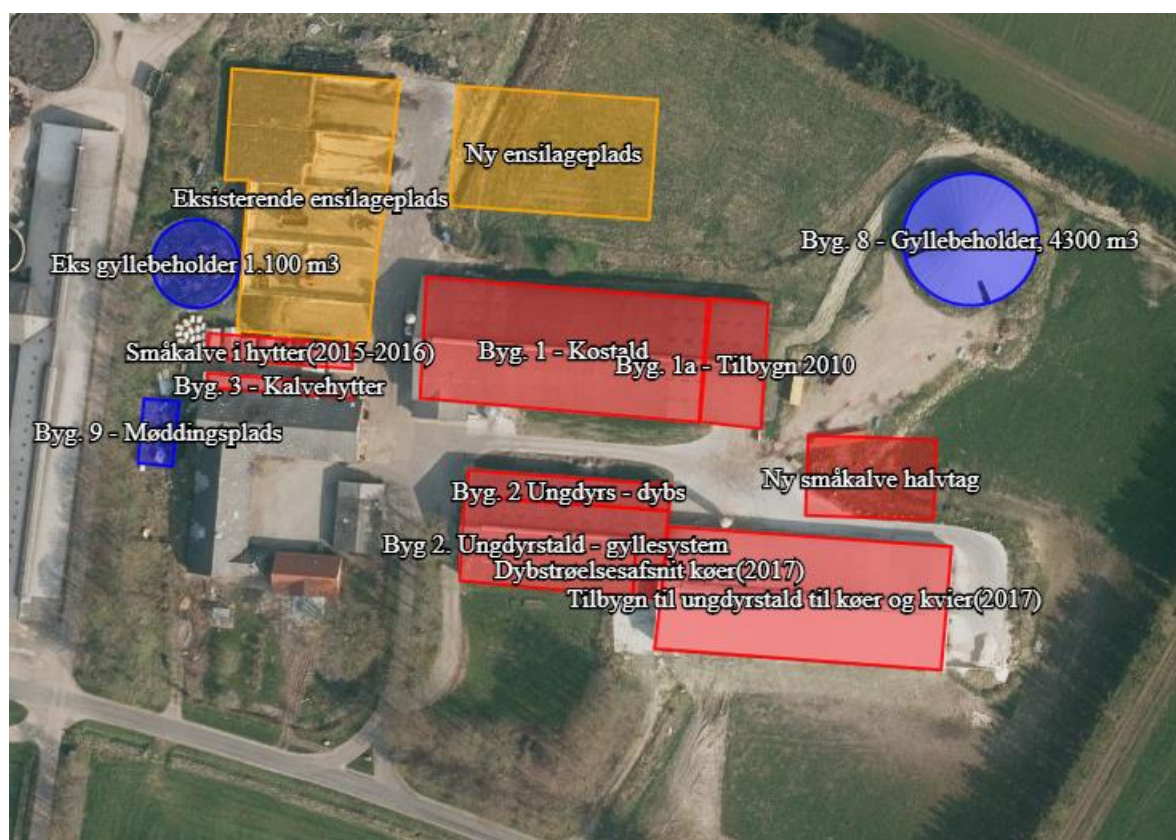 Ny ensilageplads
Eksisterende ensilageplads
Byg. 8 - Gyllebeholder, 4300 m3
Eks gyllebeholder 1.100 m3
Småkalve i hytter(2015-2016)
Byg. 1 - Kostald
Byg. 1a - Tilbygn 2010
Byg. 3 - Kalvehytter
Byg. 9 - Møddingsplads
Ny småkalve halvtag
Byg. 2 Ungdyrs - dybs
Byg 2. Ungdyrstald - gyllesystem
Dybstrøelsesafsnit køer(2017)
Tilbygn til ungdyrstald til køer og kvier(2017)